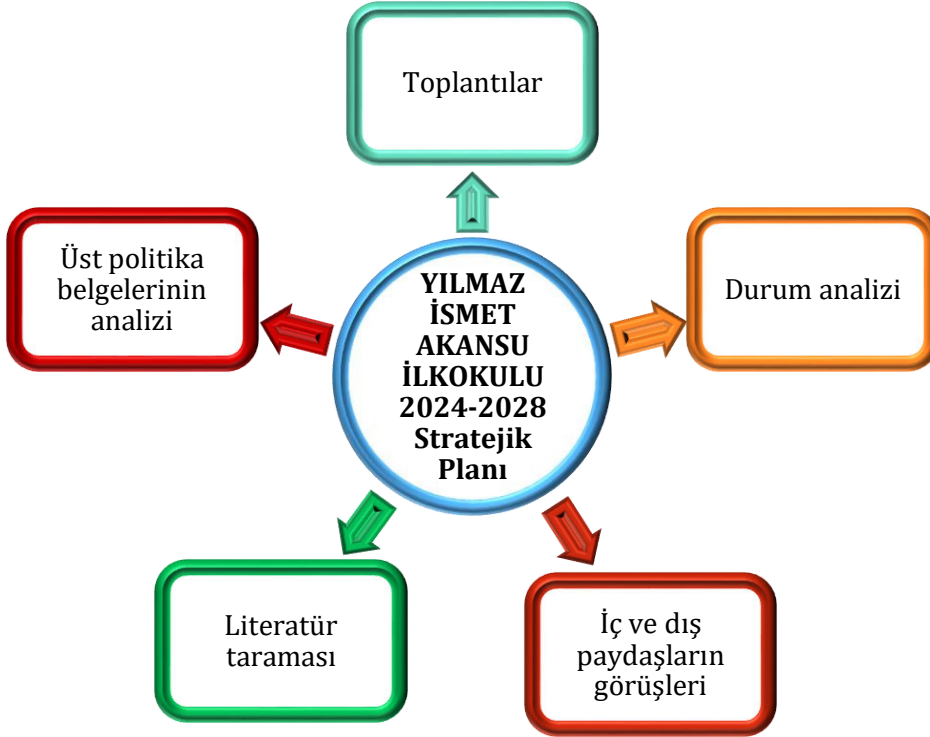 Toplantılar
Üst politika
belgelerinin
analizi
YILMAZ
İSMET
AKANSU
İLKOKULU
2024-2028
Stratejik
Planı
Durum analizi
Literatür
taraması
İç ve dış
paydaşların
görüşleri